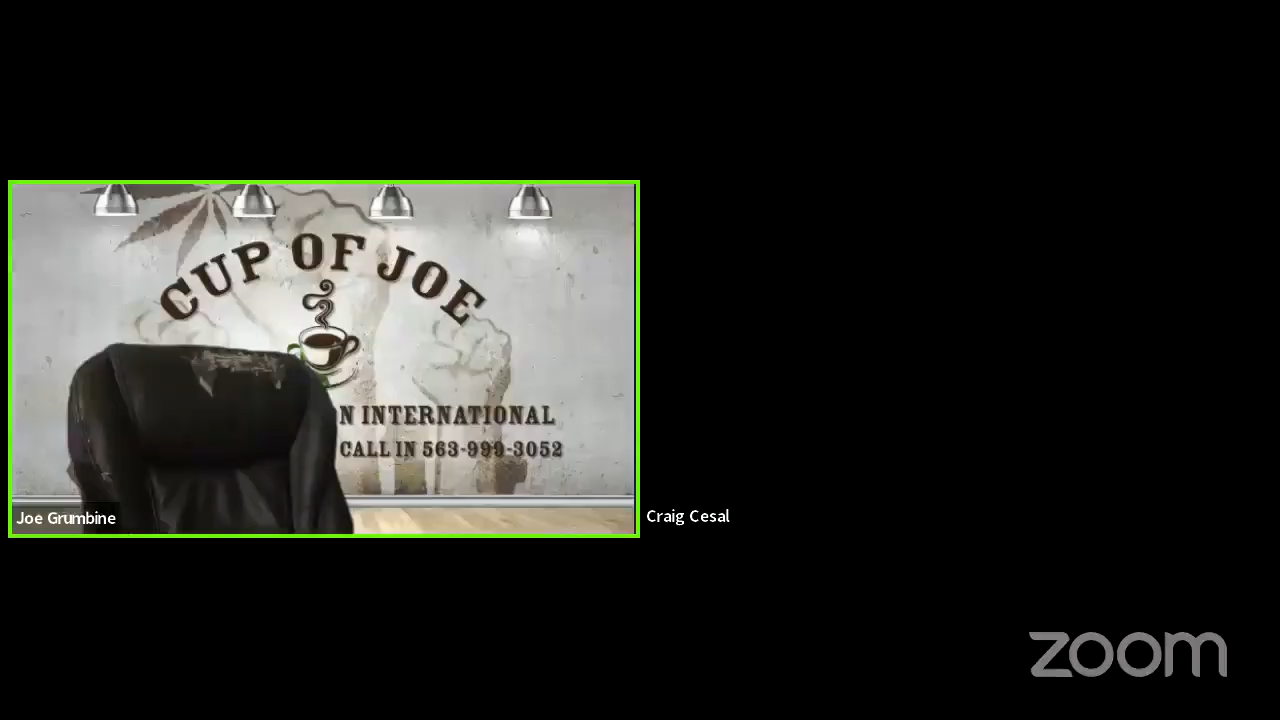 CUP OF JOE
N INTERNATIONAL
CALL IN 563-999-3052
Joe Grumbine
Craig Cesal
zoom